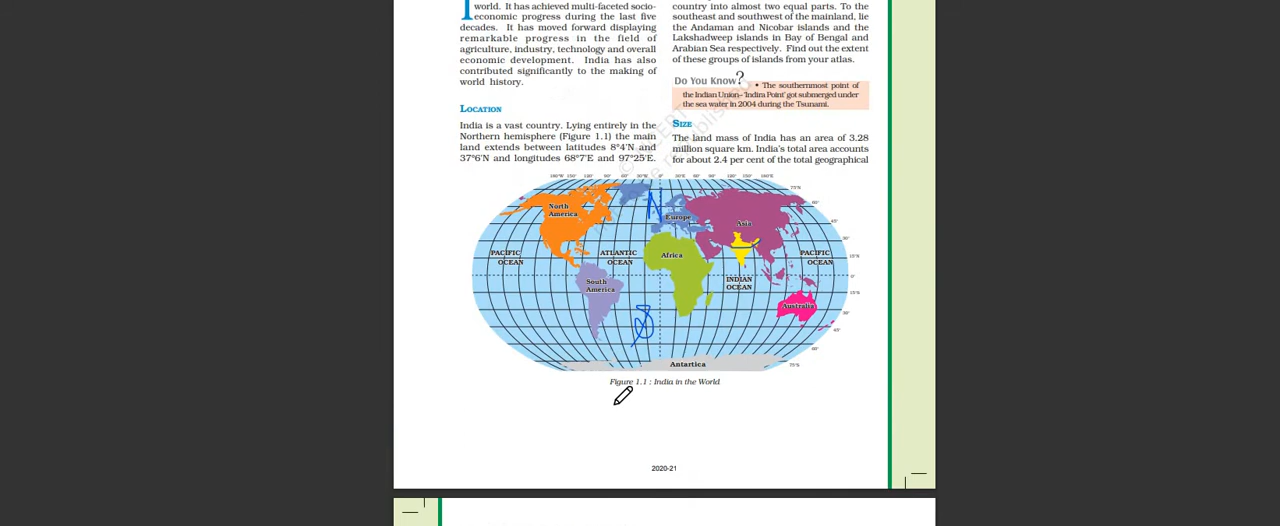 world. It has achieved multi-faceted socio-
economic progress during the last five
decades. It has moved forward displaying
remarkable progress in the field of
agriculture, industry, technology and overall
economic development. India has also
contributed significantly to the making of
world history.
LOCATION
India is a vast country. Lying entirely in the
Northern hemisphere (Figure 1.1) the main
land extends between latitudes 8°4'N and
37°6'N and longitudes 68°7'E and 97°25'E.
country into almost two equal parts. To the
southeast and southwest of the mainland, lie
the Andaman and Nicobar islands and the
Lakshadweep islands in Bay of Bengal and
Arabian Sea respectively. Find out the extent
of these groups of islands from your atlas.
Do You Know?
• The southernmost point of
the Indian Union– 'Indira Point' got submerged under
the sea water in 2004 during the Tsunami.
SIZE
The land mass of India has an area of 3.28
million square km. India's total area accounts
for about 2.4 per cent of the total geographical
North
America
N
Europe
Asia
PACIFIC
OCEAN
ATLANTIC
OCEAN
Africa
PACIFIC
OCEAN
South
America
INDIAN
OCEAN
Australia
S
Antartica
Figure 1.1 : India in the World
2020-21